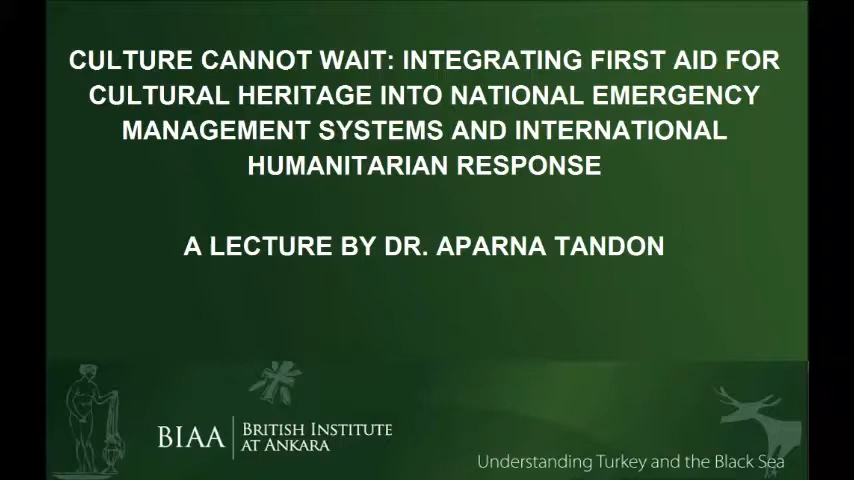 CULTURE CANNOT WAIT: INTEGRATING FIRST AID FOR
CULTURAL HERITAGE INTO NATIONAL EMERGENCY
MANAGEMENT SYSTEMS AND INTERNATIONAL
HUMANITARIAN RESPONSE
A LECTURE BY DR. APARNA TANDON
BIAA
BRITISH INSTITUTE
AT ANKARA
Understanding Turkey and the Black Sea